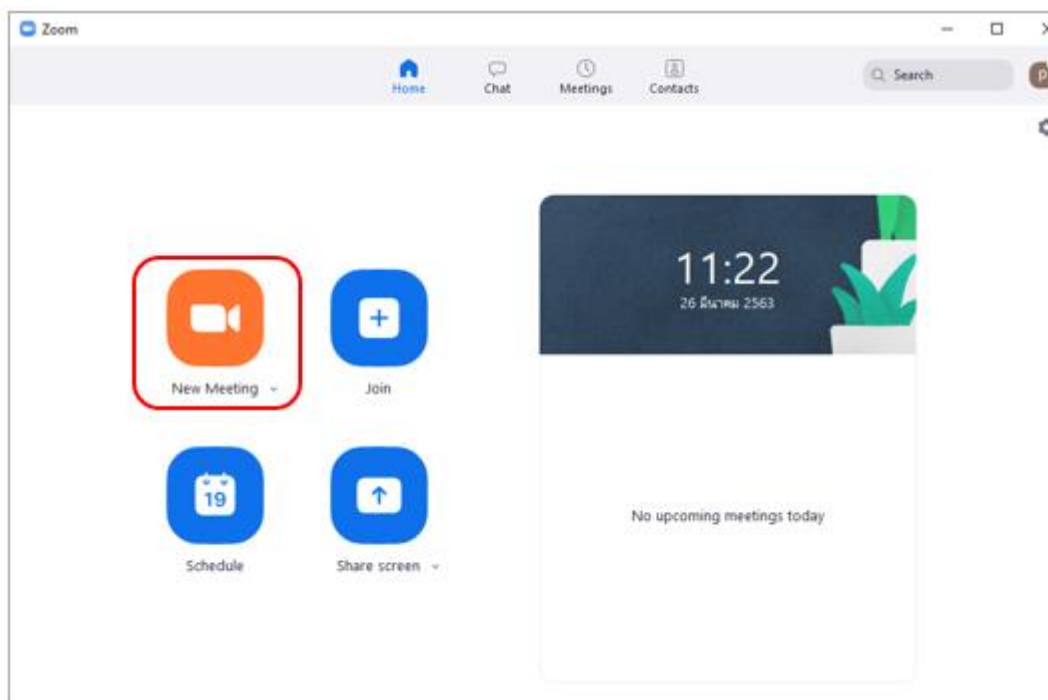 Zoom
Home
Chat
Meetings
Contacts
Search
P
11:22
26 มีนาคม 2563
New Meeting
Join
19
Schedule
Share screen
No upcoming meetings today